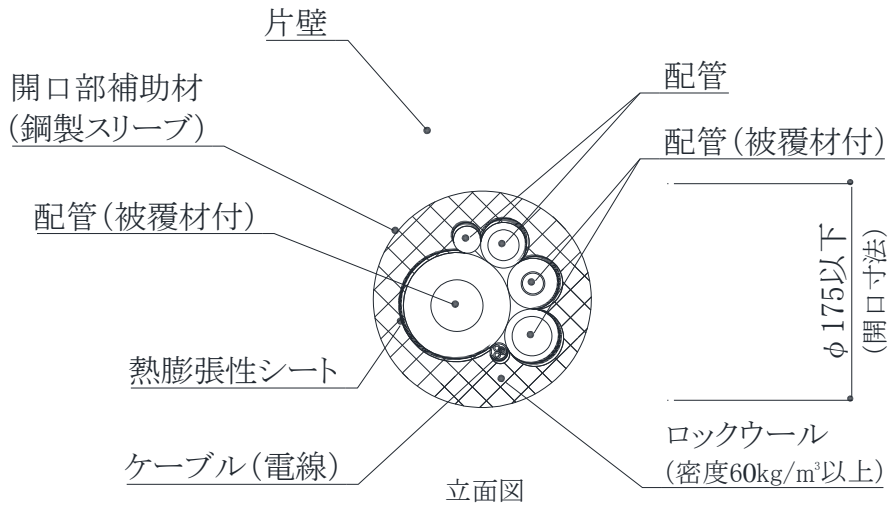 片壁
開口部補助材
(鋼製スリーブ)
配管
配管(被覆材付)
配管(被覆材付)
φ175以下
(開口寸法)
熱膨張性シート
ロックウール
(密度60kg/m³以上)
ケーブル(電線)
立面図